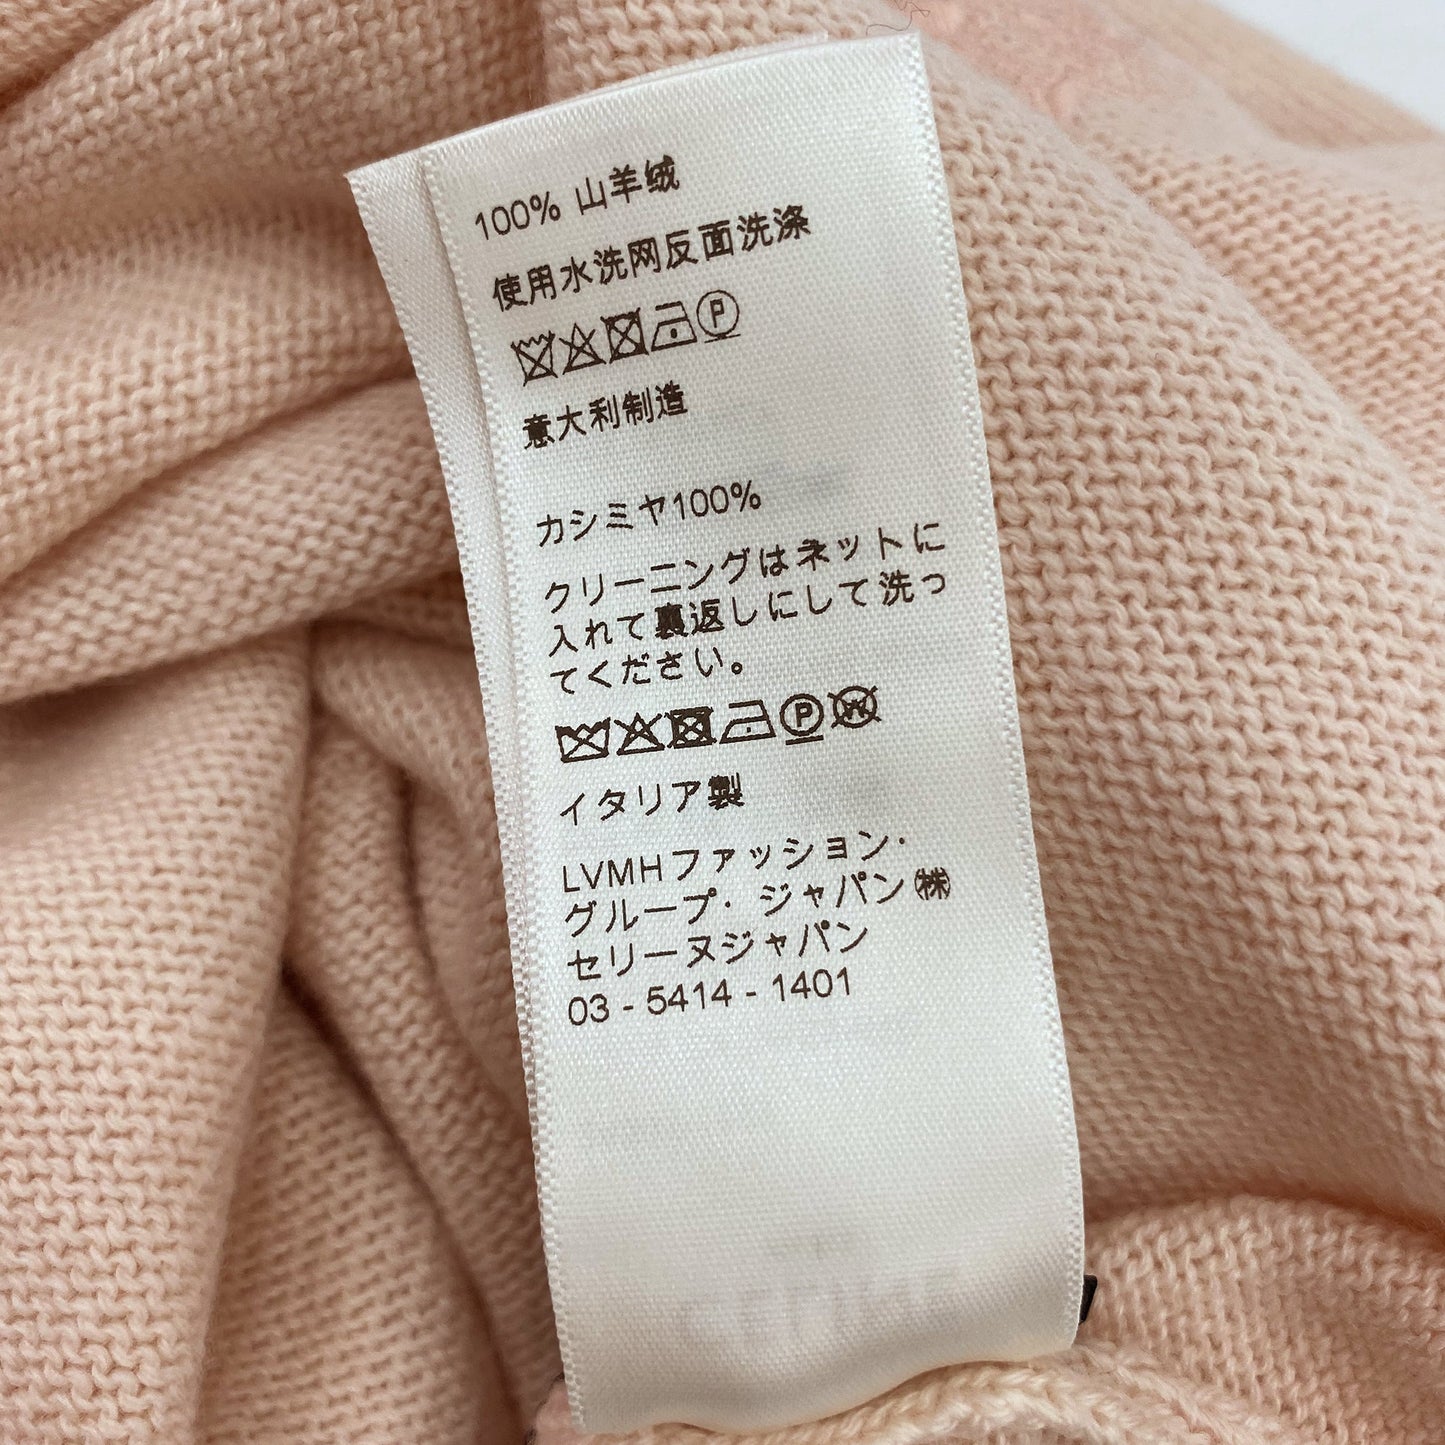 100% 山羊绒
使用水洗网反面洗涤
P
意大利制造
カシミヤ100%
クリーニングはネットに
入れて裏返しにして洗っ
てください。
P W
イタリア製
LVMHファッション・
グループ・ジャパン㈱
セリーヌジャパン
03 - 5414 - 1401